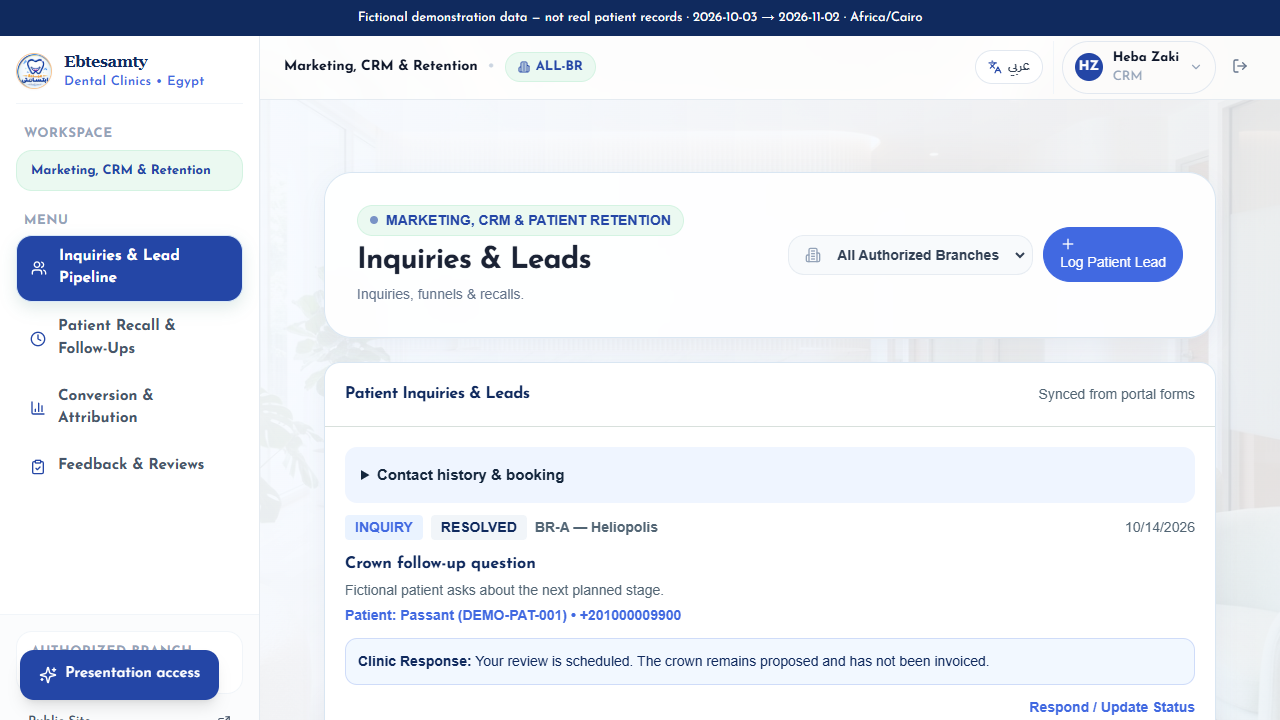 Fictional demonstration data — not real patient records · 2026-10-03 → 2026-11-02 · Africa/Cairo
Ebtesamty
Dental Clinics • Egypt
Marketing, CRM & Retention
ALL-BR
عربي
HZ
Heba Zaki
CRM
WORKSPACE
Marketing, CRM & Retention
MENU
Inquiries & Lead
Pipeline
Patient Recall &
Follow-Ups
Conversion &
Attribution
Feedback & Reviews
AUTHORIZED BRANCH
Presentation access
Public Site
MARKETING, CRM & PATIENT RETENTION
Inquiries & Leads
Inquiries, funnels & recalls.
All Authorized Branches
Log Patient Lead
Patient Inquiries & Leads
Synced from portal forms
Contact history & booking
INQUIRY
RESOLVED
BR-A — Heliopolis
10/14/2026
Crown follow-up question
Fictional patient asks about the next planned stage.
Patient: Passant (DEMO-PAT-001) • +201000009900
Clinic Response: Your review is scheduled. The crown remains proposed and has not been invoiced.
Respond / Update Status